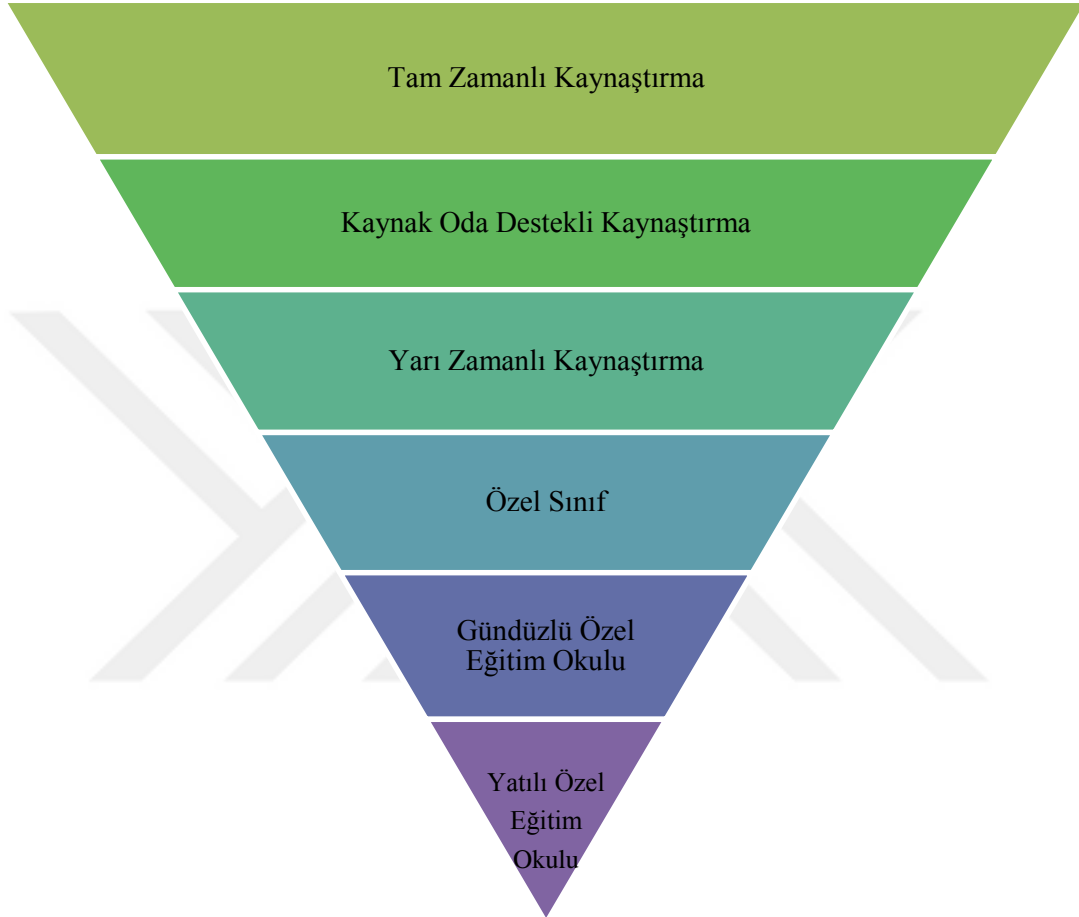 Tam Zamanlı Kaynaştırma
Kaynak Oda Destekli Kaynaştırma
Yarı Zamanlı Kaynaştırma
Özel Sınıf
Gündüzlü Özel
Eğitim Okulu
Yatılı Özel
Eğitim
Okulu